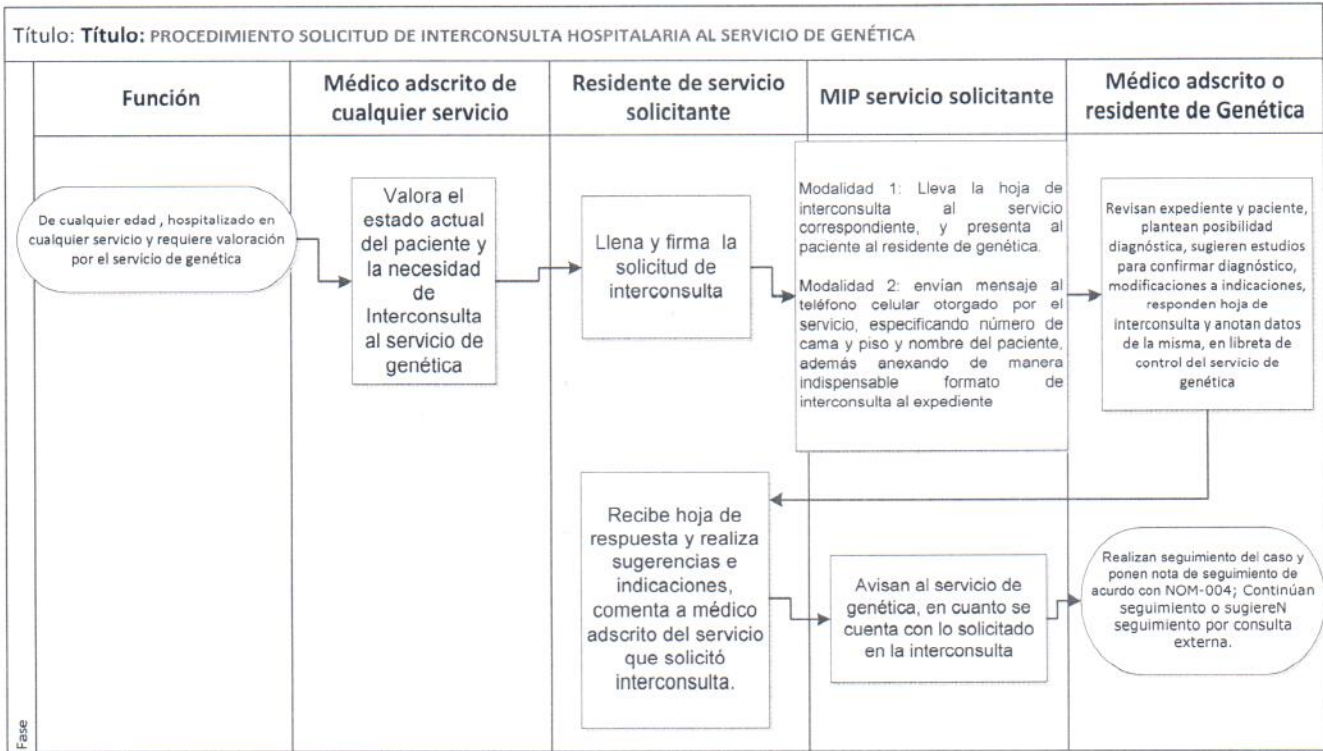 Título: Título: PROCEDIMIENTO SOLICITUD DE INTERCONSULTA HOSPITALARIA AL SERVICIO DE GENÉTICA
Función
Médico adscrito de
cualquier servicio
Residente de servicio
solicitante
MIP servicio solicitante
Médico adscrito o
residente de Genética
De cualquier edad , hospitalizado en
cualquier servicio y requiere valoración
por el servicio de genética
Valora el
estado actual
del paciente y
la necesidad
de
Interconsulta
al servicio de
genética
Llena y firma la
solicitud de
interconsulta
Modalidad 1: Lleva la hoja de
interconsulta al servicio
correspondiente, y presenta al
paciente al residente de genética.
Modalidad 2: envían mensaje al
teléfono celular otorgado por el
servicio, especificando número de
cama y piso y nombre del paciente,
además anexando de manera
indispensable formato de
interconsulta al expediente
Revisan expediente y paciente,
plantean posibilidad
diagnóstica, sugieren estudios
para confirmar diagnóstico,
modificaciones a indicaciones,
responden hoja de
interconsulta y anotan datos
de la misma, en libreta de
control del servicio de
genética
Recibe hoja de
respuesta y realiza
sugerencias e
indicaciones,
comenta a médico
adscrito del servicio
que solicitó
interconsulta.
Avisan al servicio de
genética, en cuanto se
cuenta con lo solicitado
en la interconsulta
Realizan seguimiento del caso y
ponen nota de seguimiento de
acurdo con NOM-004; Continúan
seguimiento o sugiereN
seguimiento por consulta
externa.
Fase